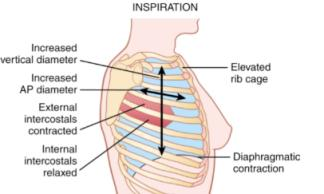 INSPIRATION
Increased
vertical diameter
Increased
AP diameter
External
intercostals
contracted
Internal
intercostals
relaxed
Elevated
rib cage
Diaphragmatic
contraction